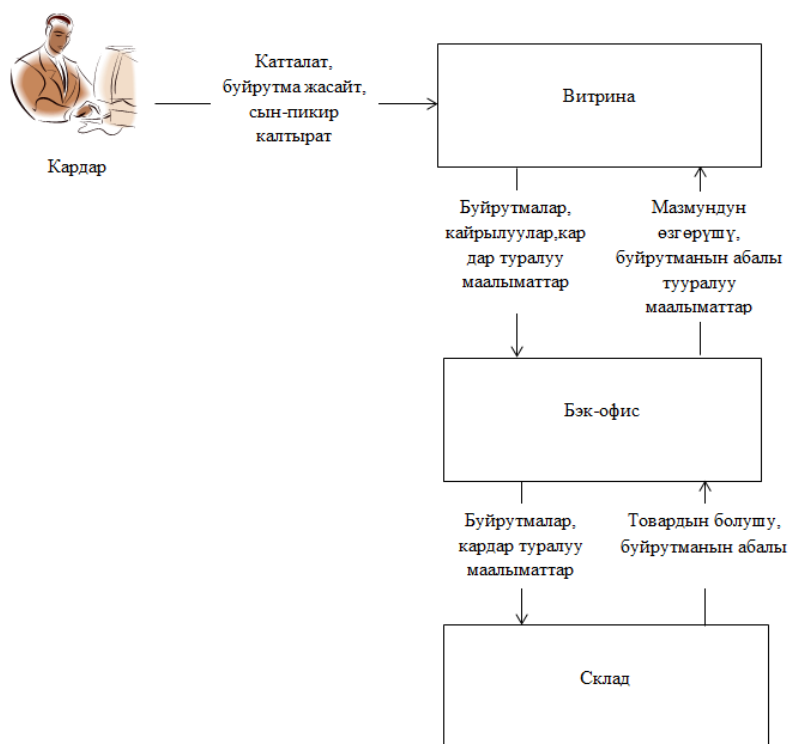 Катталат,
буйрутма жасайт,
сын-пикир
калтырат
Витрина
Кардар
Буйрутмалар,
кайрылуулар,кар
дар туралуу
маалыматтар
Мазмундун
өзгөрүшү,
буйрутманын абалы
тууралуу
маалыматтар
Бэк-офис
Буйрутмалар,
кардар туралуу
маалыматтар
Товардын болушу,
буйрутманын абалы
Склад